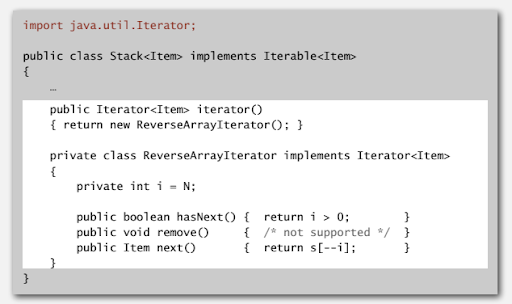 import java.util.Iterator;
public class Stack<Item> implements Iterable<Item>
{
…
public Iterator<Item> iterator()
{ return new ReverseArrayIterator(); }
private class ReverseArrayIterator implements Iterator<Item>
{
private int i = N;
public boolean hasNext() { return i > 0; }
public void remove() { /* not supported */ }
public Item next() { return s[--i]; }
}
}